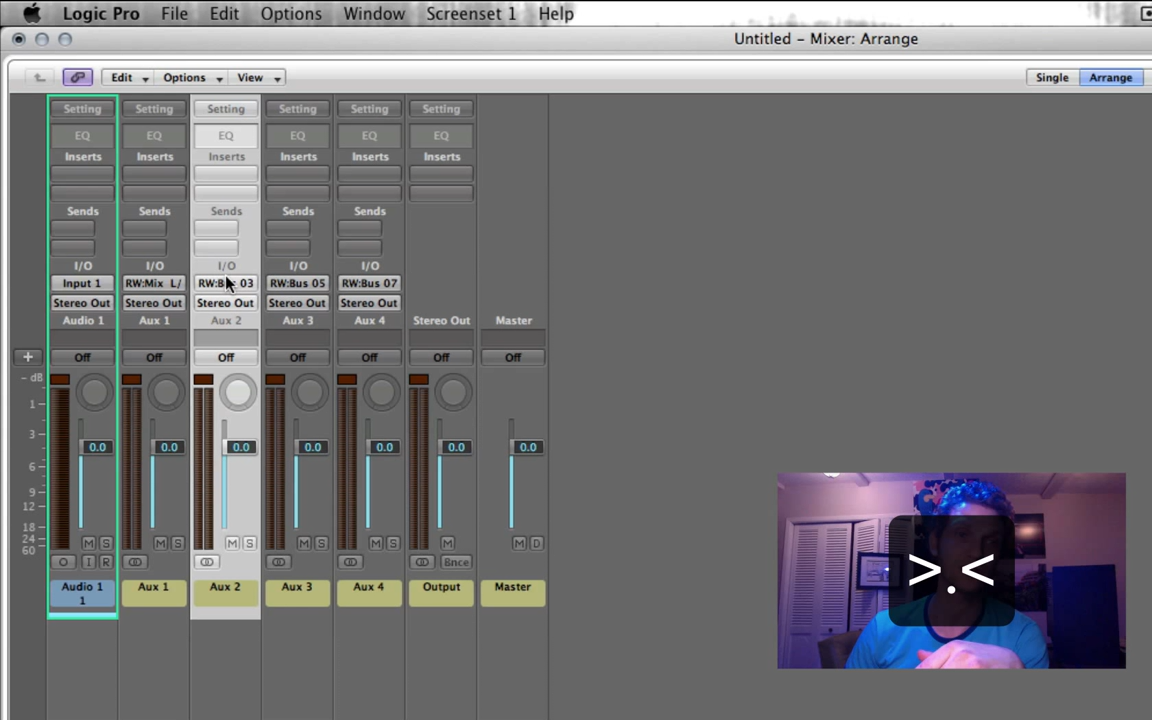 Logic Pro File Edit Options Window Screenset 1 Help
Untitled – Mixer: Arrange
Edit Options View Single Arrange
Setting Setting Setting Setting Setting Setting
EQ EQ EQ EQ EQ EQ
Inserts Inserts Inserts Inserts Inserts Inserts
Sends Sends Sends Sends Sends
I/O I/O I/O I/O I/O
Input 1 RW:Mix L/ 03 RW:Bus 05 RW:Bus 07
Stereo Out Stereo Out Stereo Out Stereo Out Stereo Out
Audio 1 Aux 1 Aux 2 Aux 3 Aux 4 Stereo Out Master
+ Off Off Off Off Off Off Off
– dB
1
3
0.0 0.0 0.0 0.0 0.0 0.0 0.0
6
9
12
18
24
60
M S M S M S M S M S M M D
I R Bnce
Audio 1 Aux 1 Aux 2 Aux 3 Aux 4 Output Master
1
> . <